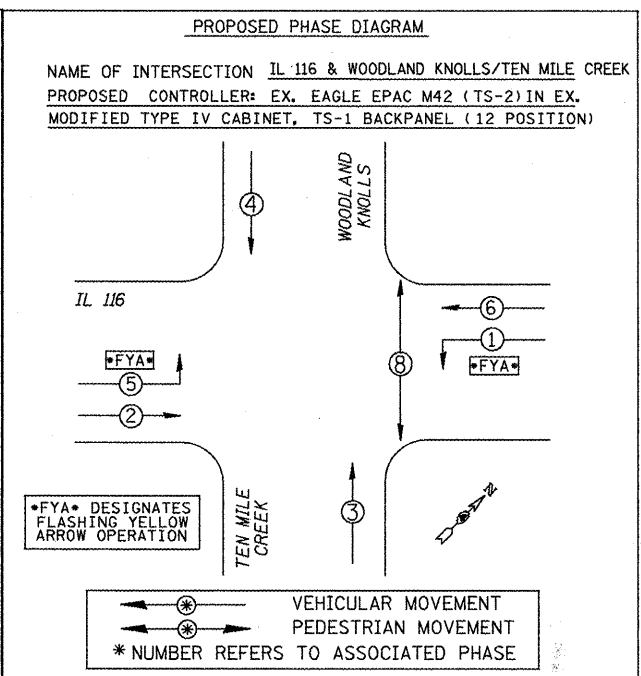 PROPOSED PHASE DIAGRAM
NAME OF INTERSECTION IL 116 & WOODLAND KNOLLS/TEN MILE CREEK
PROPOSED CONTROLLER: EX. EAGLE EPAC M42 (TS-2) IN EX.
MODIFIED TYPE IV CABINET, TS-1 BACKPANEL (12 POSITION)
4
WOODLAND
KNOLLS
IL 116
6
1
*FYA*
*FYA*
5
8
2
3
*FYA* DESIGNATES
FLASHING YELLOW
ARROW OPERATION
TEN MILE
CREEK
N
* VEHICULAR MOVEMENT
* PEDESTRIAN MOVEMENT
* NUMBER REFERS TO ASSOCIATED PHASE